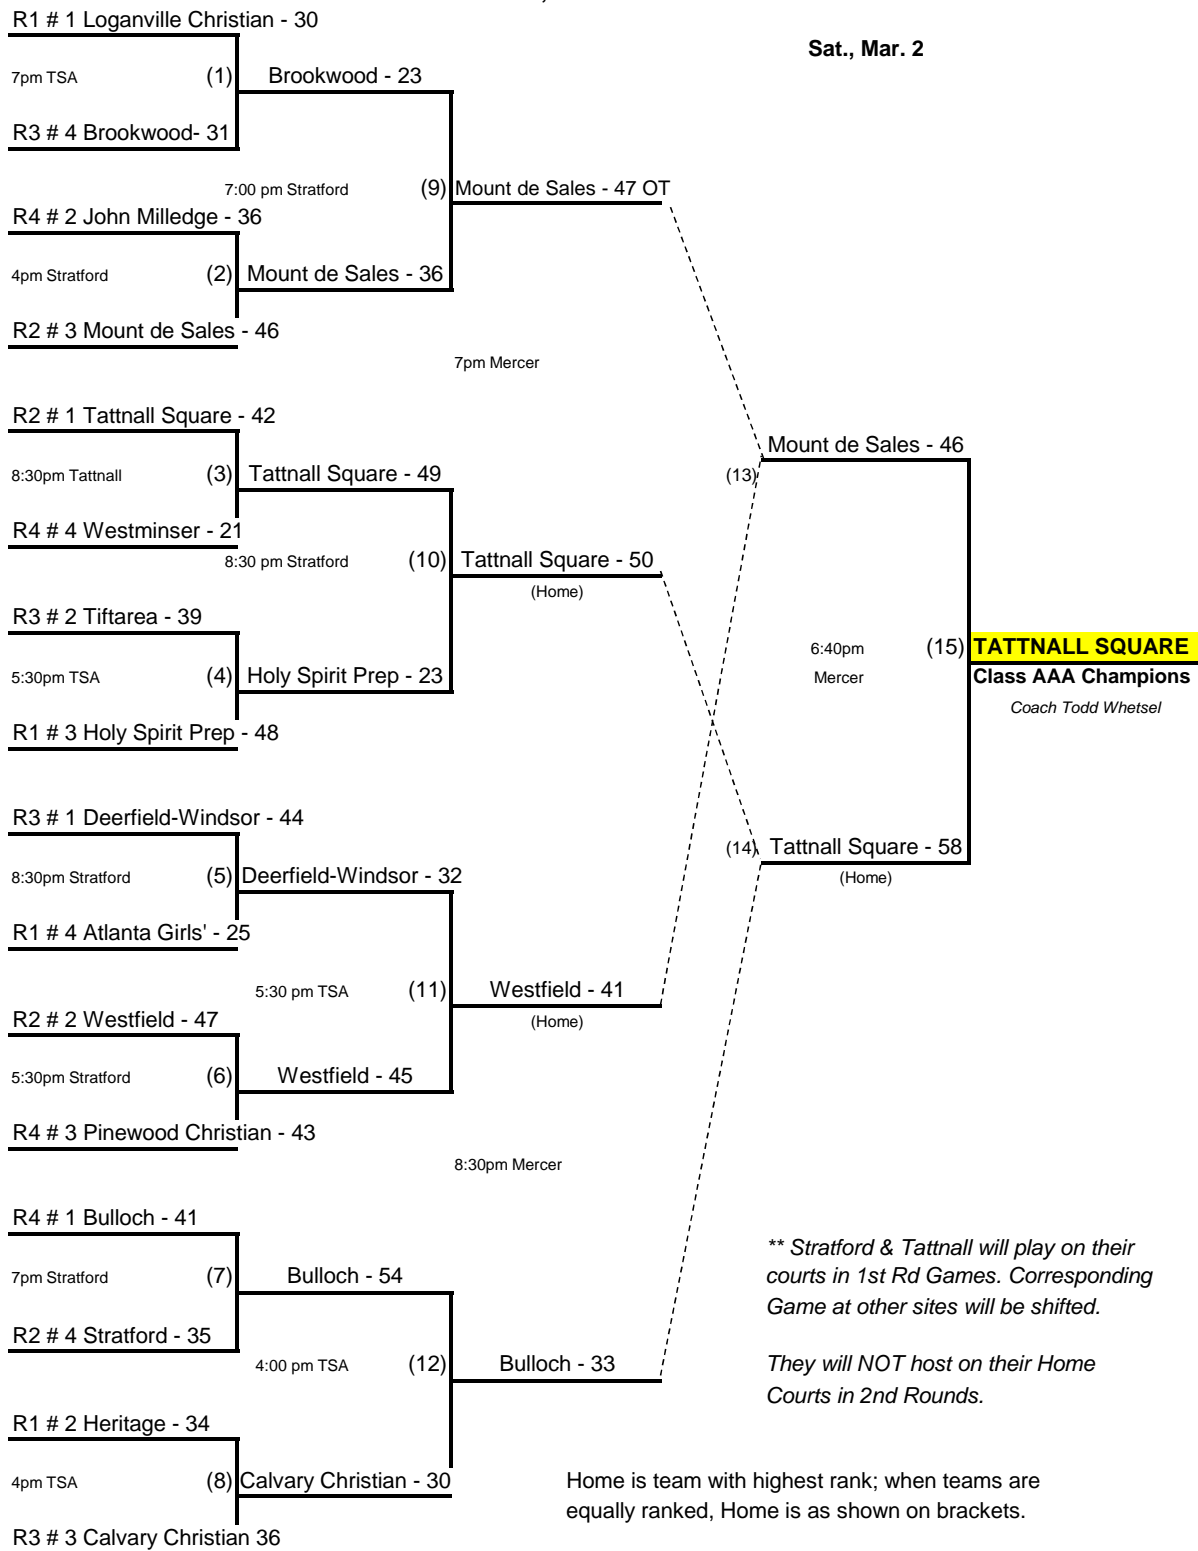 R1 # 1 Loganville Christian - 30
Sat., Mar. 2
7pm TSA (1) Brookwood - 23
R3 # 4 Brookwood- 31
7:00 pm Stratford (9) Mount de Sales - 47 OT
R4 # 2 John Milledge - 36
4pm Stratford (2) Mount de Sales - 36
R2 # 3 Mount de Sales - 46
7pm Mercer
R2 # 1 Tattnall Square - 42
Mount de Sales - 46
8:30pm Tattnall (3) Tattnall Square - 49 (13)
R4 # 4 Westminser - 21
8:30 pm Stratford (10) Tattnall Square - 50
(Home)
R3 # 2 Tiftarea - 39
6:40pm (15) TATTNALL SQUARE
5:30pm TSA (4) Holy Spirit Prep - 23 Mercer Class AAA Champions
Coach Todd Whetsel
R1 # 3 Holy Spirit Prep - 48
R3 # 1 Deerfield-Windsor - 44
(14) Tattnall Square - 58
8:30pm Stratford (5) Deerfield-Windsor - 32 (Home)
R1 # 4 Atlanta Girls' - 25
5:30 pm TSA (11) Westfield - 41
R2 # 2 Westfield - 47 (Home)
5:30pm Stratford (6) Westfield - 45
R4 # 3 Pinewood Christian - 43
8:30pm Mercer
R4 # 1 Bulloch - 41
** Stratford & Tattnall will play on their
7pm Stratford (7) Bulloch - 54 courts in 1st Rd Games. Corresponding
Game at other sites will be shifted.
R2 # 4 Stratford - 35
4:00 pm TSA (12) Bulloch - 33 They will NOT host on their Home
Courts in 2nd Rounds.
R1 # 2 Heritage - 34
4pm TSA (8) Calvary Christian - 30 Home is team with highest rank; when teams are
equally ranked, Home is as shown on brackets.
R3 # 3 Calvary Christian 36